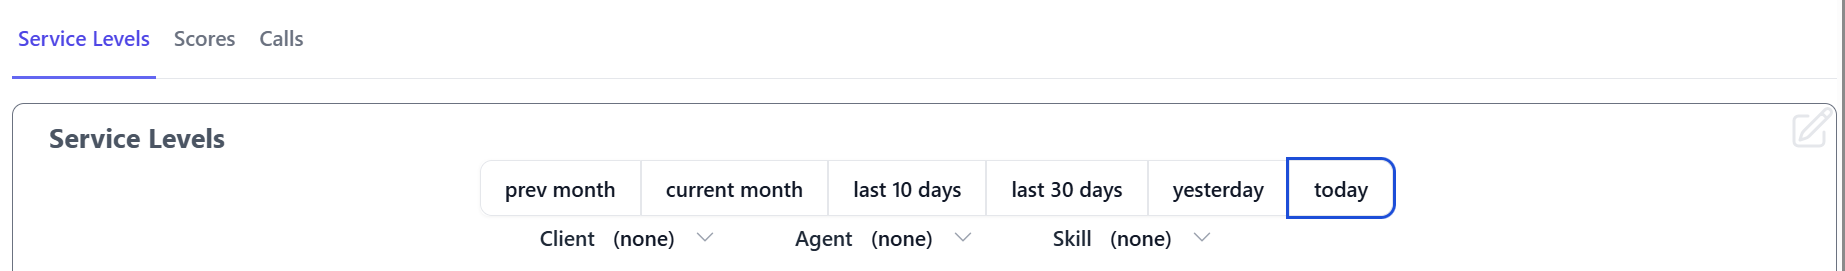 Service Levels Scores Calls
Service Levels
prev month current month last 10 days last 30 days yesterday today
Client (none) Agent (none) Skill (none)